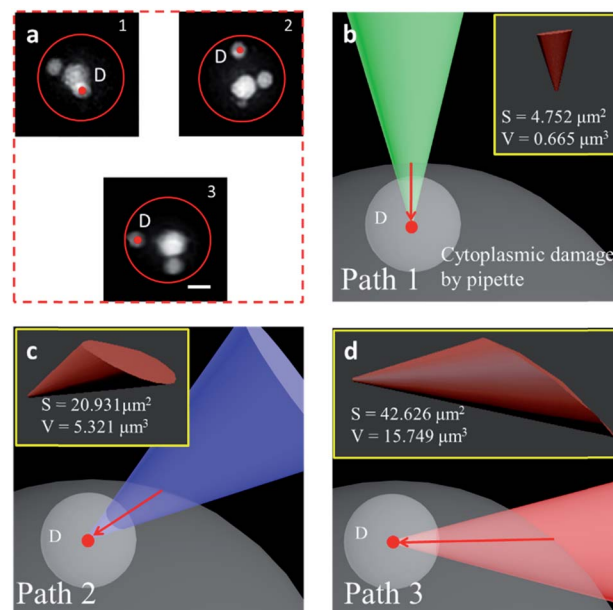 a
1
D
2
D
3
D
b
S = 4.752 μm²
V = 0.665 μm³
D
Cytoplasmic damage
by pipette
Path 1
c
S = 20.931μm²
V = 5.321 μm³
D
Path 2
d
S = 42.626 μm²
V = 15.749 μm³
D
Path 3